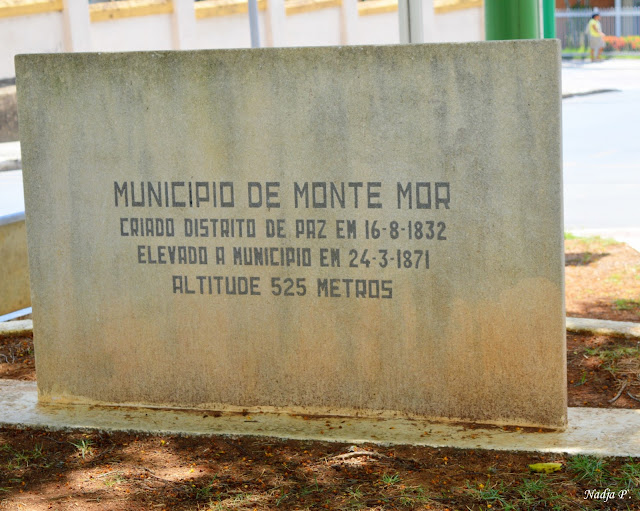 MUNICIPIO DE MONTE MOR
CRIADO DISTRITO DE PAZ EM 16-8-1832
ELEVADO A MUNICIPIO EM 24-3-1871
ALTITUDE 525 METROS
Nadja P.